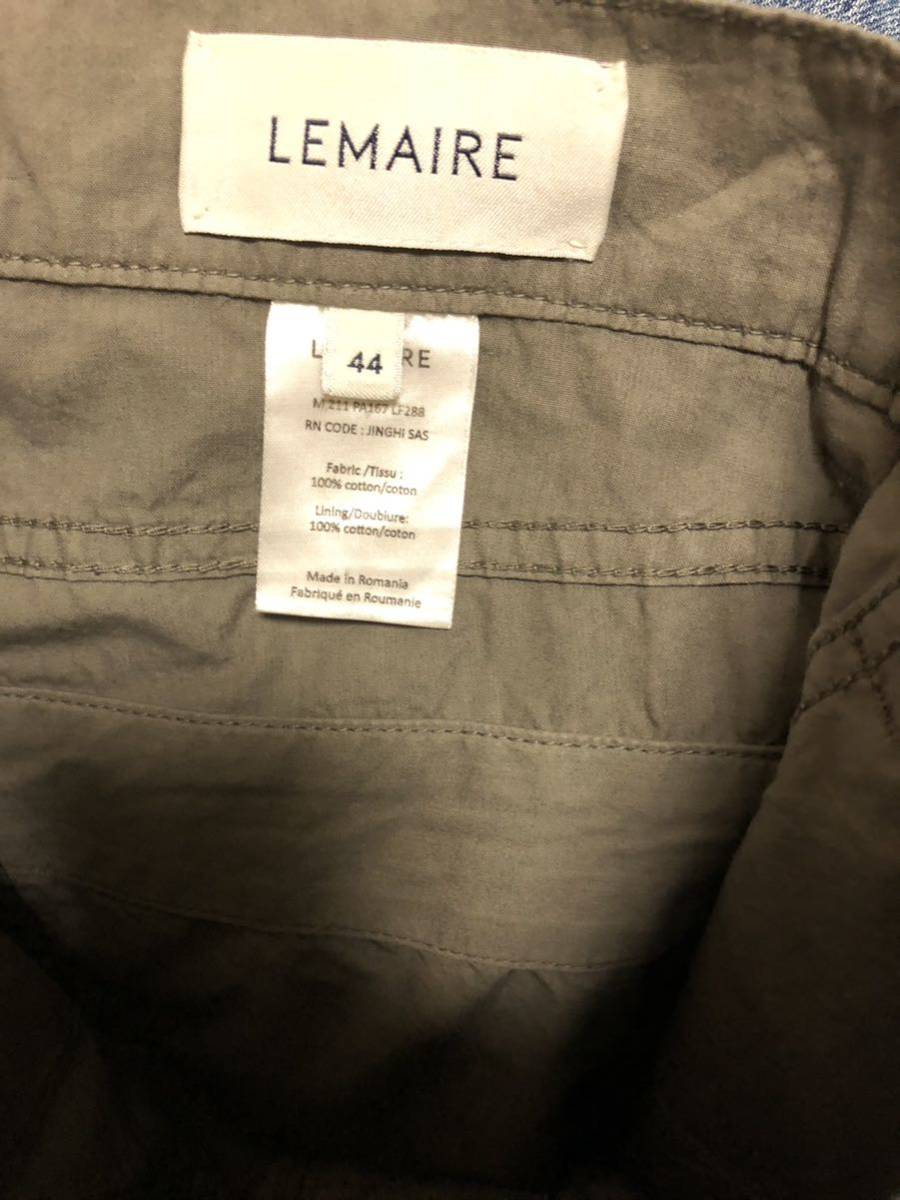 LEMAIRE
44
RE
M 211 PA167 LF288
RN CODE : JINGHI SAS
Fabric /Tissu :
100% cotton/coton
Lining/Doubiure:
100% cotton/coton
Made in Romania
Fabriqué en Roumanie